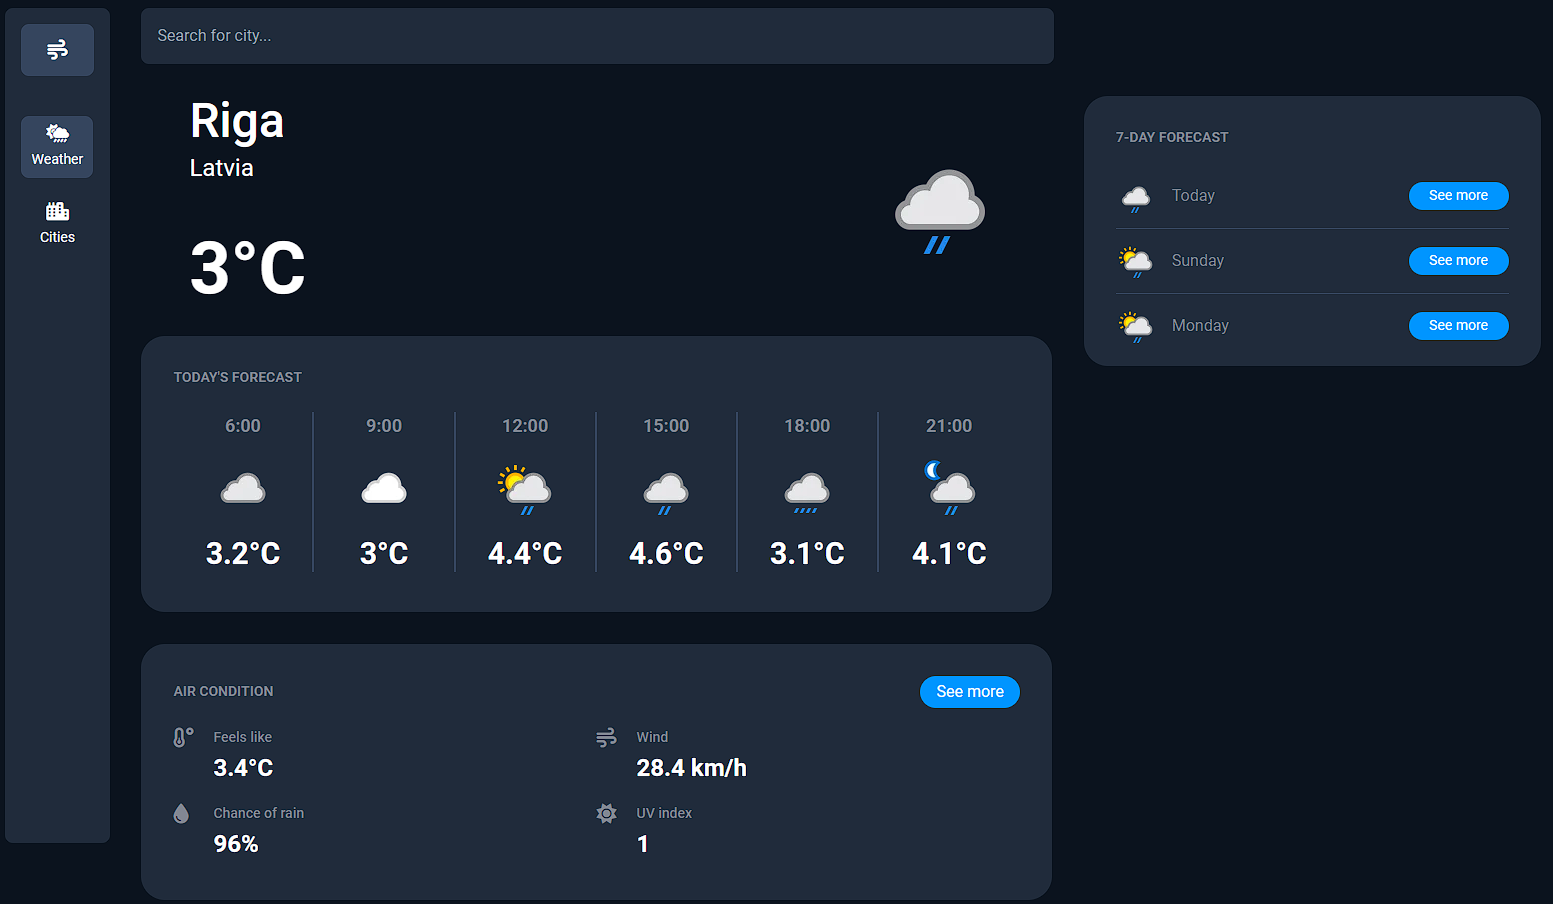 Search for city...
Weather
Cities
Riga
Latvia
3°C
TODAY'S FORECAST
6:00 9:00 12:00 15:00 18:00 21:00
3.2°C 3°C 4.4°C 4.6°C 3.1°C 4.1°C
AIR CONDITION See more
Feels like
3.4°C
Wind
28.4 km/h
Chance of rain
96%
UV index
1
7-DAY FORECAST
Today See more
Sunday See more
Monday See more